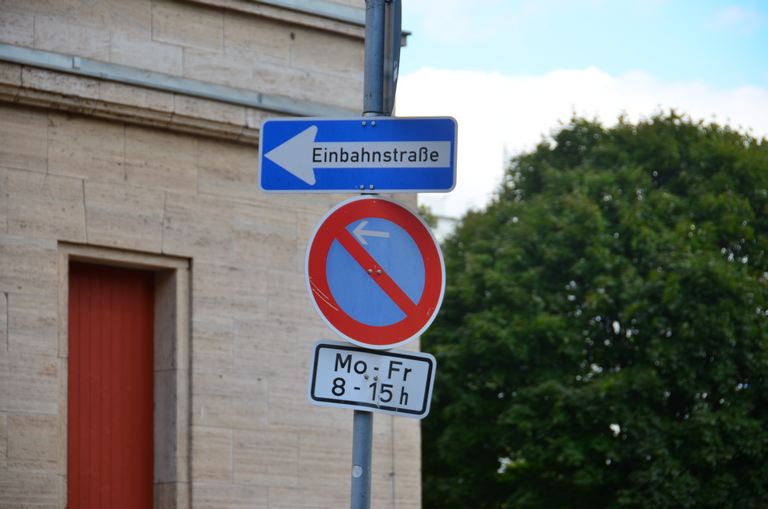 Einbahnstraße
Mo - Fr
8 - 15 h